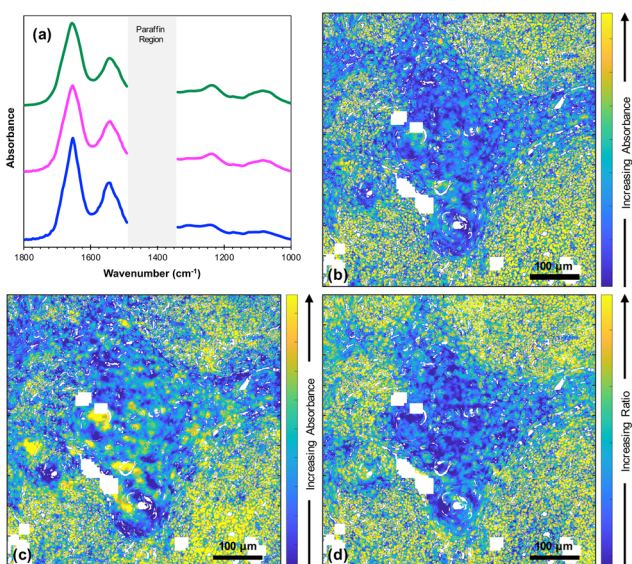 (a)
Paraffin
Region
Absorbance
1800
1600
1400
1200
1000
Wavenumber (cm⁻¹)
(b)
100 µm
Increasing Absorbance
(c)
100 µm
Increasing Absorbance
(d)
100 µm
Increasing Ratio